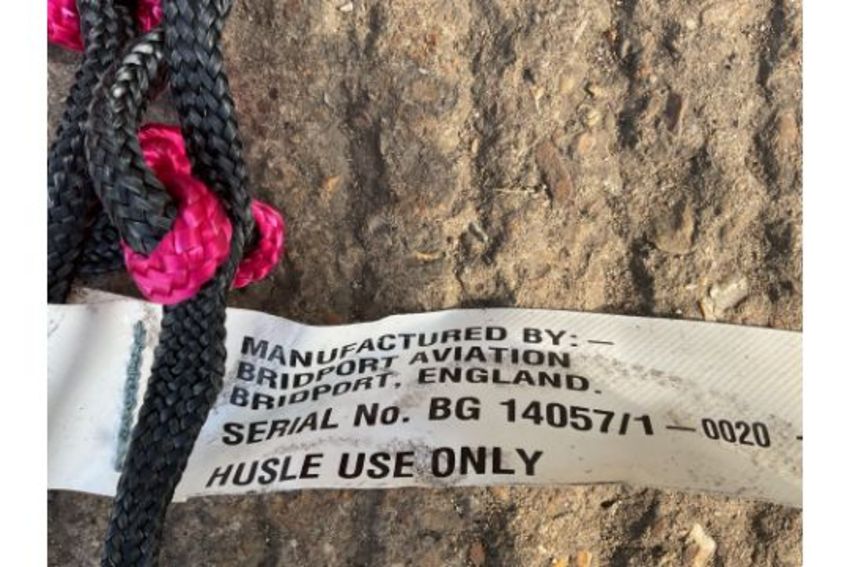 MANUFACTURED BY:—
BRIDPORT AVIATION
BRIDPORT, ENGLAND.
SERIAL No. BG 14057/1 — 0020 -
HUSLE USE ONLY